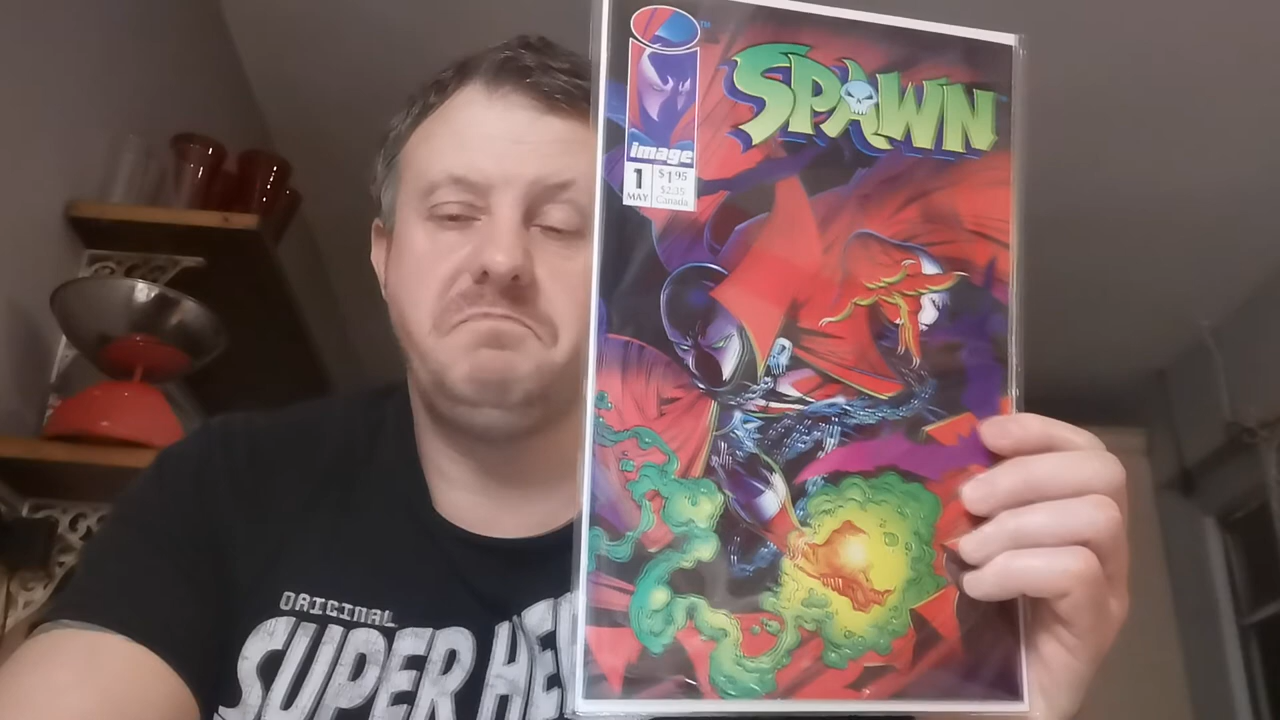 SPAWN
image
1
MAY
$1.95
$2.35
Canada
ORIGINAL
SUPER HE